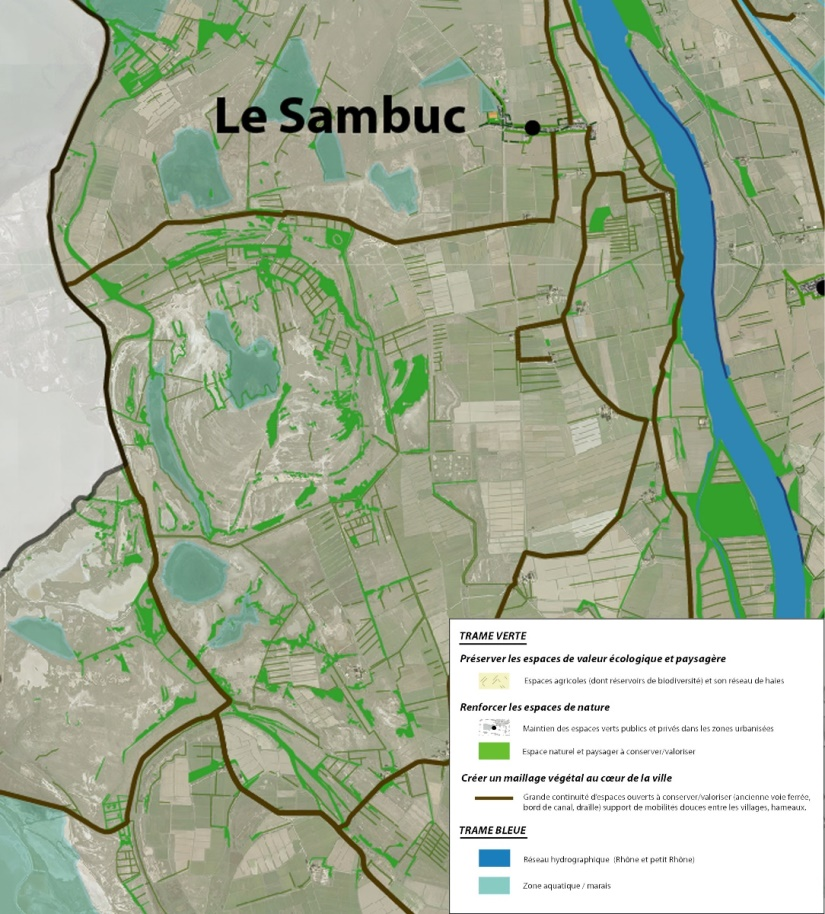 Le Sambuc
TRAME VERTE
Préserver les espaces de valeur écologique et paysagère
Espaces agricoles (dont réservoirs de biodiversité) et son réseau de haies
Renforcer les espaces de nature
Maintien des espaces verts publics et privés dans les zones urbanisées
Espace naturel et paysager à conserver/valoriser
Créer un maillage végétal au cœur de la ville
Grande continuité d'espaces ouverts à conserver/valoriser (ancienne voie ferrée,
bord de canal, draille) support de mobilités douces entre les villages, hameaux.
TRAME BLEUE
Réseau hydrographique (Rhône et petit Rhône)
Zone aquatique / marais